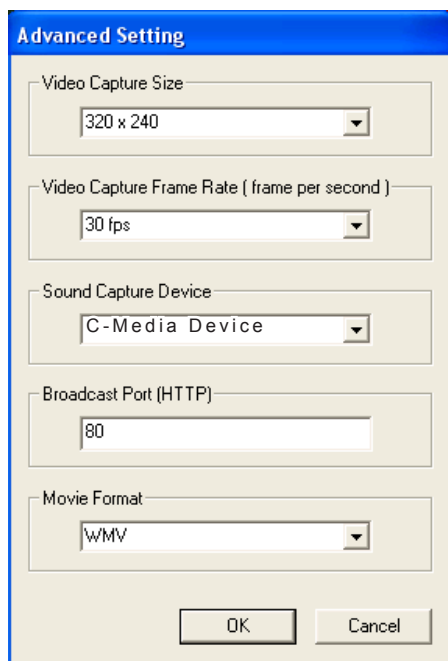 Advanced Setting
Video Capture Size
320 x 240
Video Capture Frame Rate ( frame per second )
30 fps
Sound Capture Device
C-Media Device
Broadcast Port (HTTP)
80
Movie Format
WMV
OK Cancel